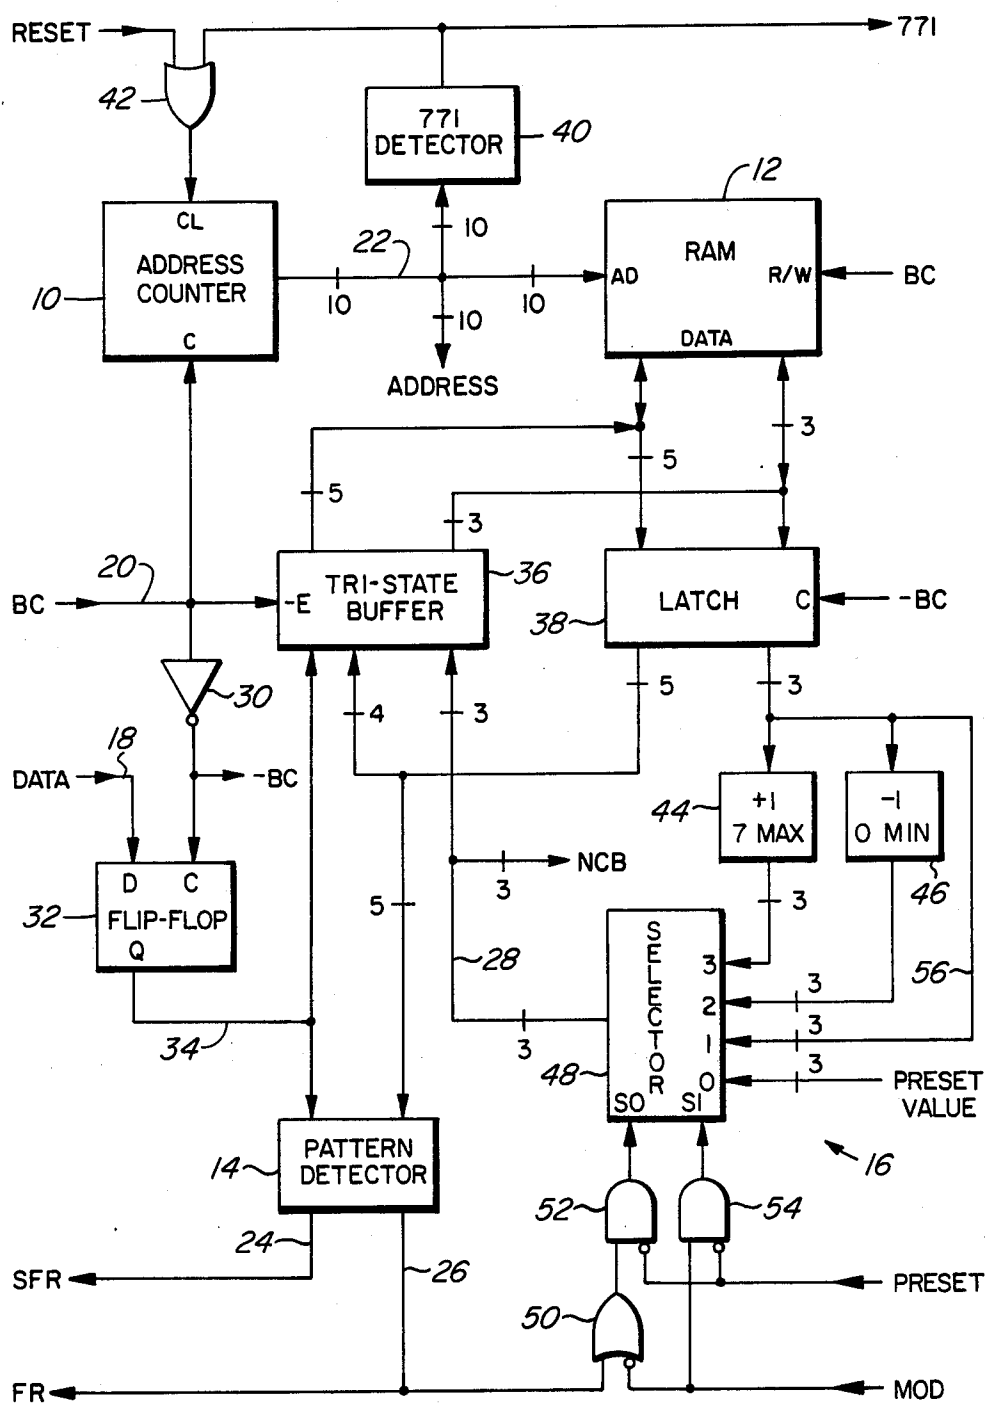 RESET
771
42
771
DETECTOR
40
12
CL
ADDRESS
COUNTER
C
10
22
10
10
10
10
ADDRESS
RAM
AD
R/W
DATA
BC
5
3
5
3
20
BC
-E
TRI-STATE
BUFFER
36
LATCH
C
38
-BC
30
4
3
5
3
DATA
18
-BC
+1
7 MAX
44
-1
0 MIN
46
D
C
FLIP-FLOP
Q
32
NCB
3
5
3
28
34
3
SELECTOR
3
2
1
0
48
S0
S1
3
3
3
56
PRESET
VALUE
16
PATTERN
DETECTOR
14
52
54
24
26
SFR
PRESET
50
FR
MOD